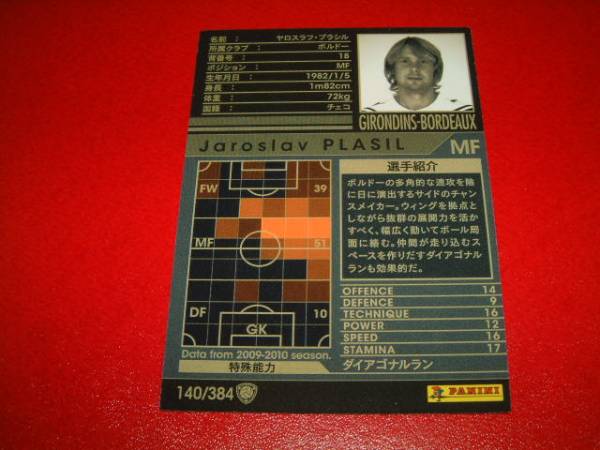 名前 : ヤロスラフ・プラシル
所属クラブ : ボルドー
背番号 : 18
ポジション : MF
生年月日 : 1982/1/5
身長 : 1m82cm
体重 : 72kg
国籍 : チェコ
GIRONDINS-BORDEAUX
Jaroslav PLASIL MF
FW 39
MF 51
DF 10
GK
Data from 2009-2010 season.
選手紹介
ボルドーの多角的な速攻を陰
に日に演出するサイドのチャン
スメイカー。ウィングを拠点と
しながら抜群の展開力を活か
すべく、幅広く動いてボール局
面に絡む。仲間が走り込むス
ペースを作りだすダイアゴナル
ランも効果的だ。
OFFENCE 14
DEFENCE 9
TECHNIQUE 16
POWER 12
SPEED 16
STAMINA 17
特殊能力 ダイアゴナルラン
140/384
PANINI